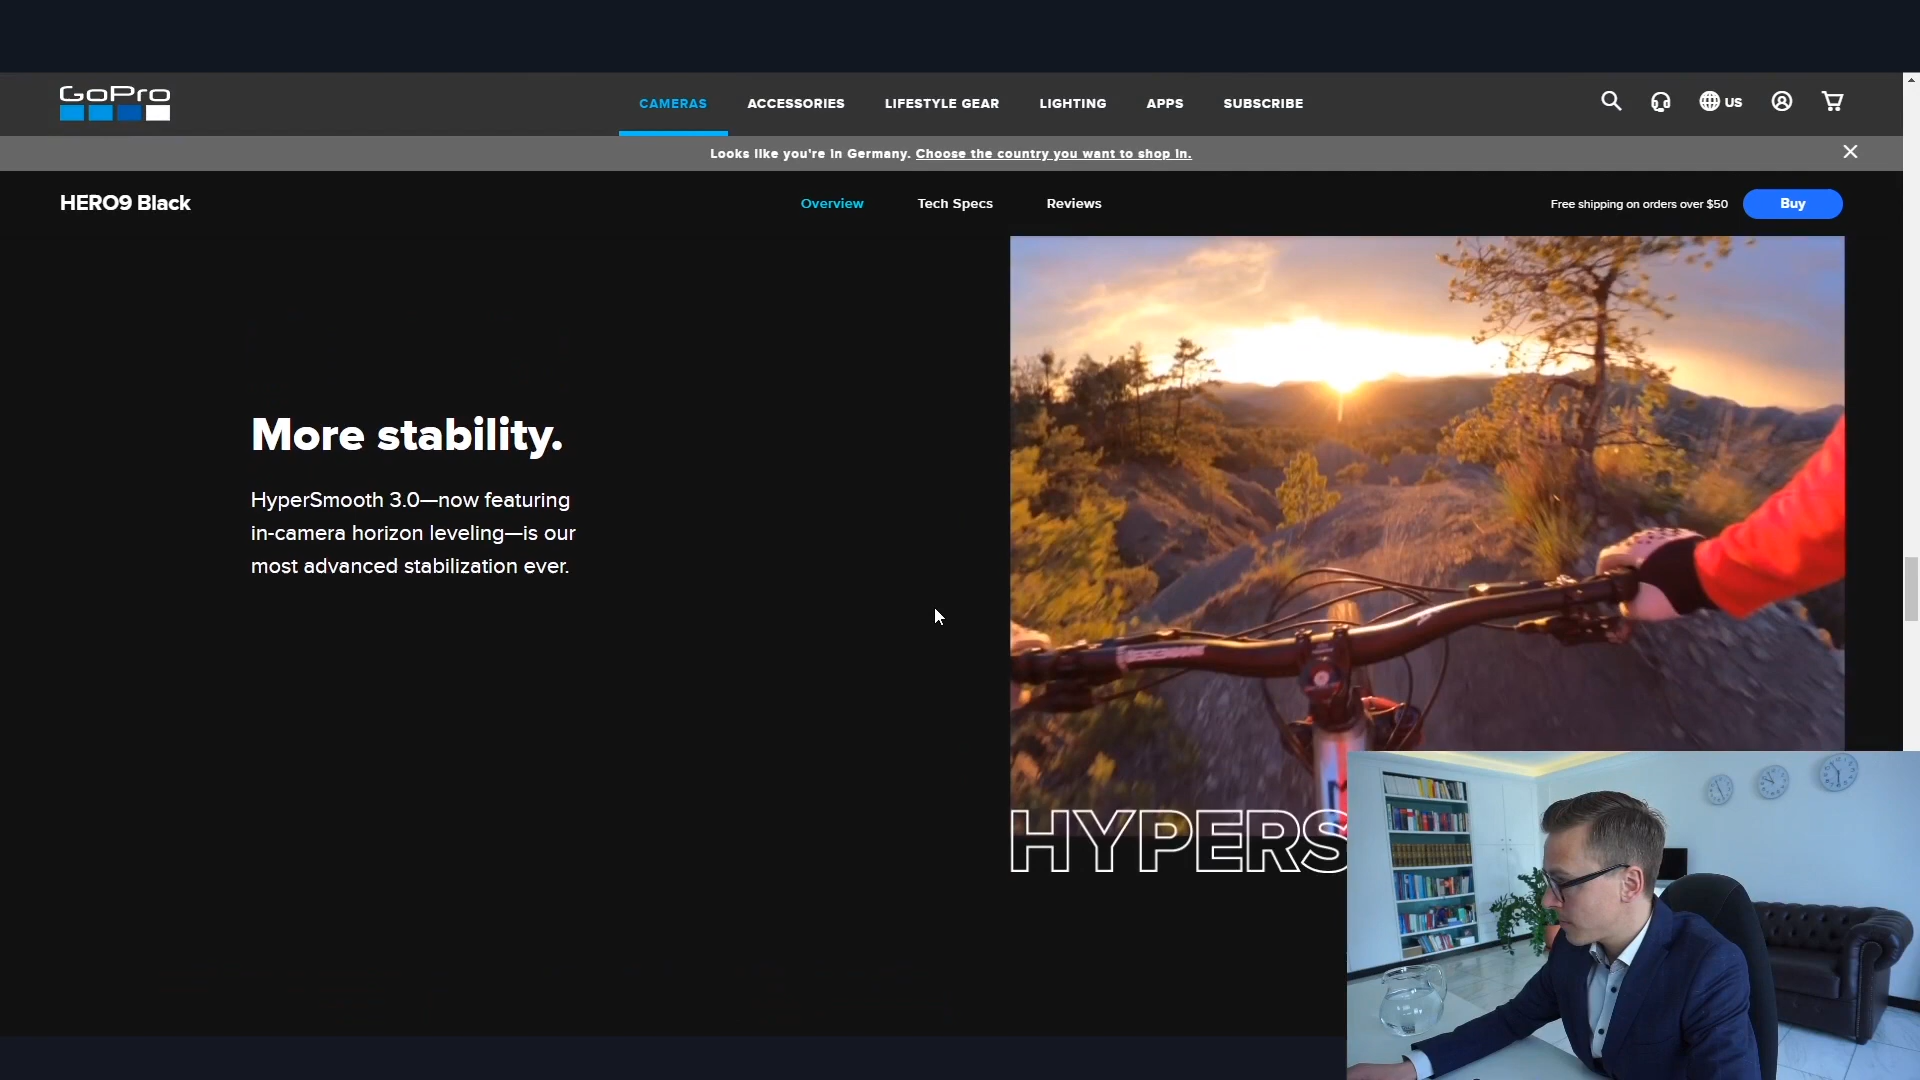 GoPro
CAMERAS
ACCESSORIES
LIFESTYLE GEAR
LIGHTING
APPS
SUBSCRIBE
US
Looks like you're in Germany. Choose the country you want to shop in.
HERO9 Black
Overview
Tech Specs
Reviews
Free shipping on orders over $50
Buy
More stability.
HyperSmooth 3.0—now featuring
in-camera horizon leveling—is our
most advanced stabilization ever.
HYPERS